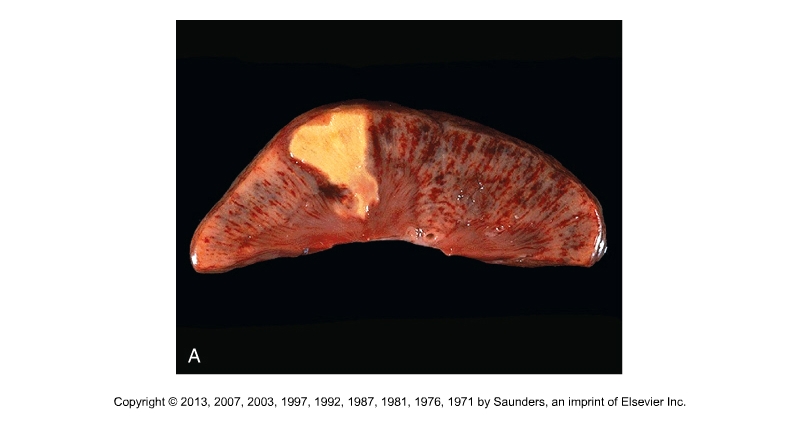 A
Copyright © 2013, 2007, 2003, 1997, 1992, 1987, 1981, 1976, 1971 by Saunders, an imprint of Elsevier Inc.